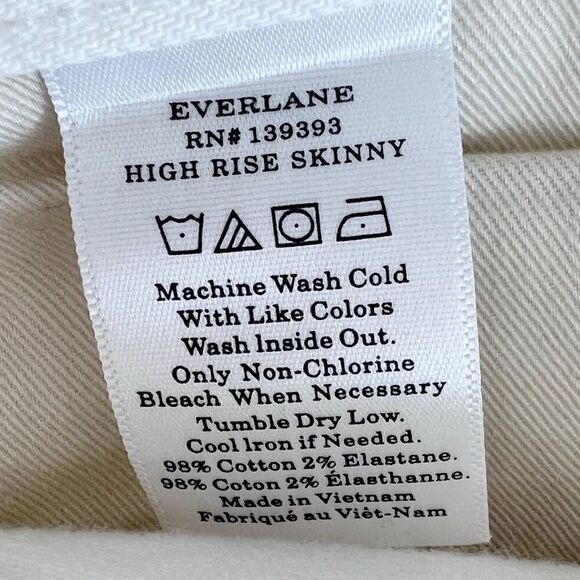 EVERLANE
RN# 139393
HIGH RISE SKINNY
Machine Wash Cold
With Like Colors
Wash Inside Out.
Only Non-Chlorine
Bleach When Necessary
Tumble Dry Low.
Cool Iron if Needed.
98% Cotton 2% Elastane.
98% Coton 2% Élasthanne.
Made in Vietnam
Fabriqué au Viêt-Nam